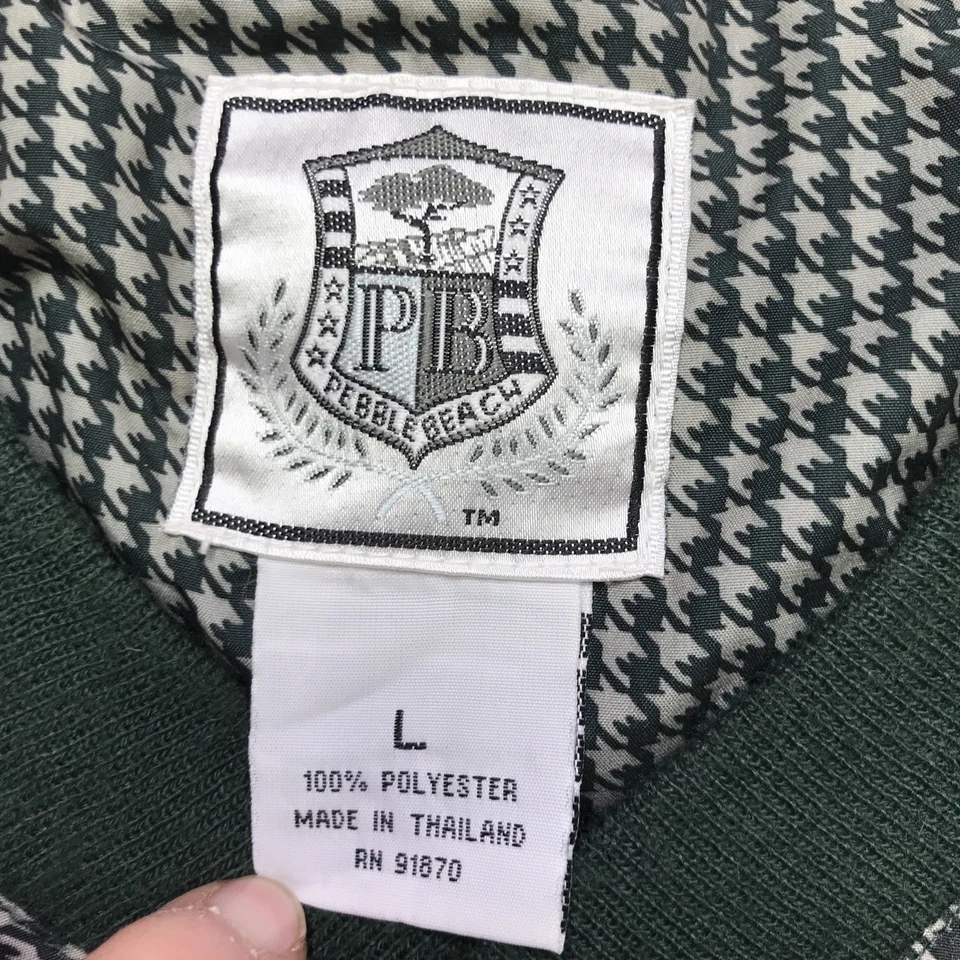 PB
PEBBLE BEACH
TM
L
100% POLYESTER
MADE IN THAILAND
RN 91870